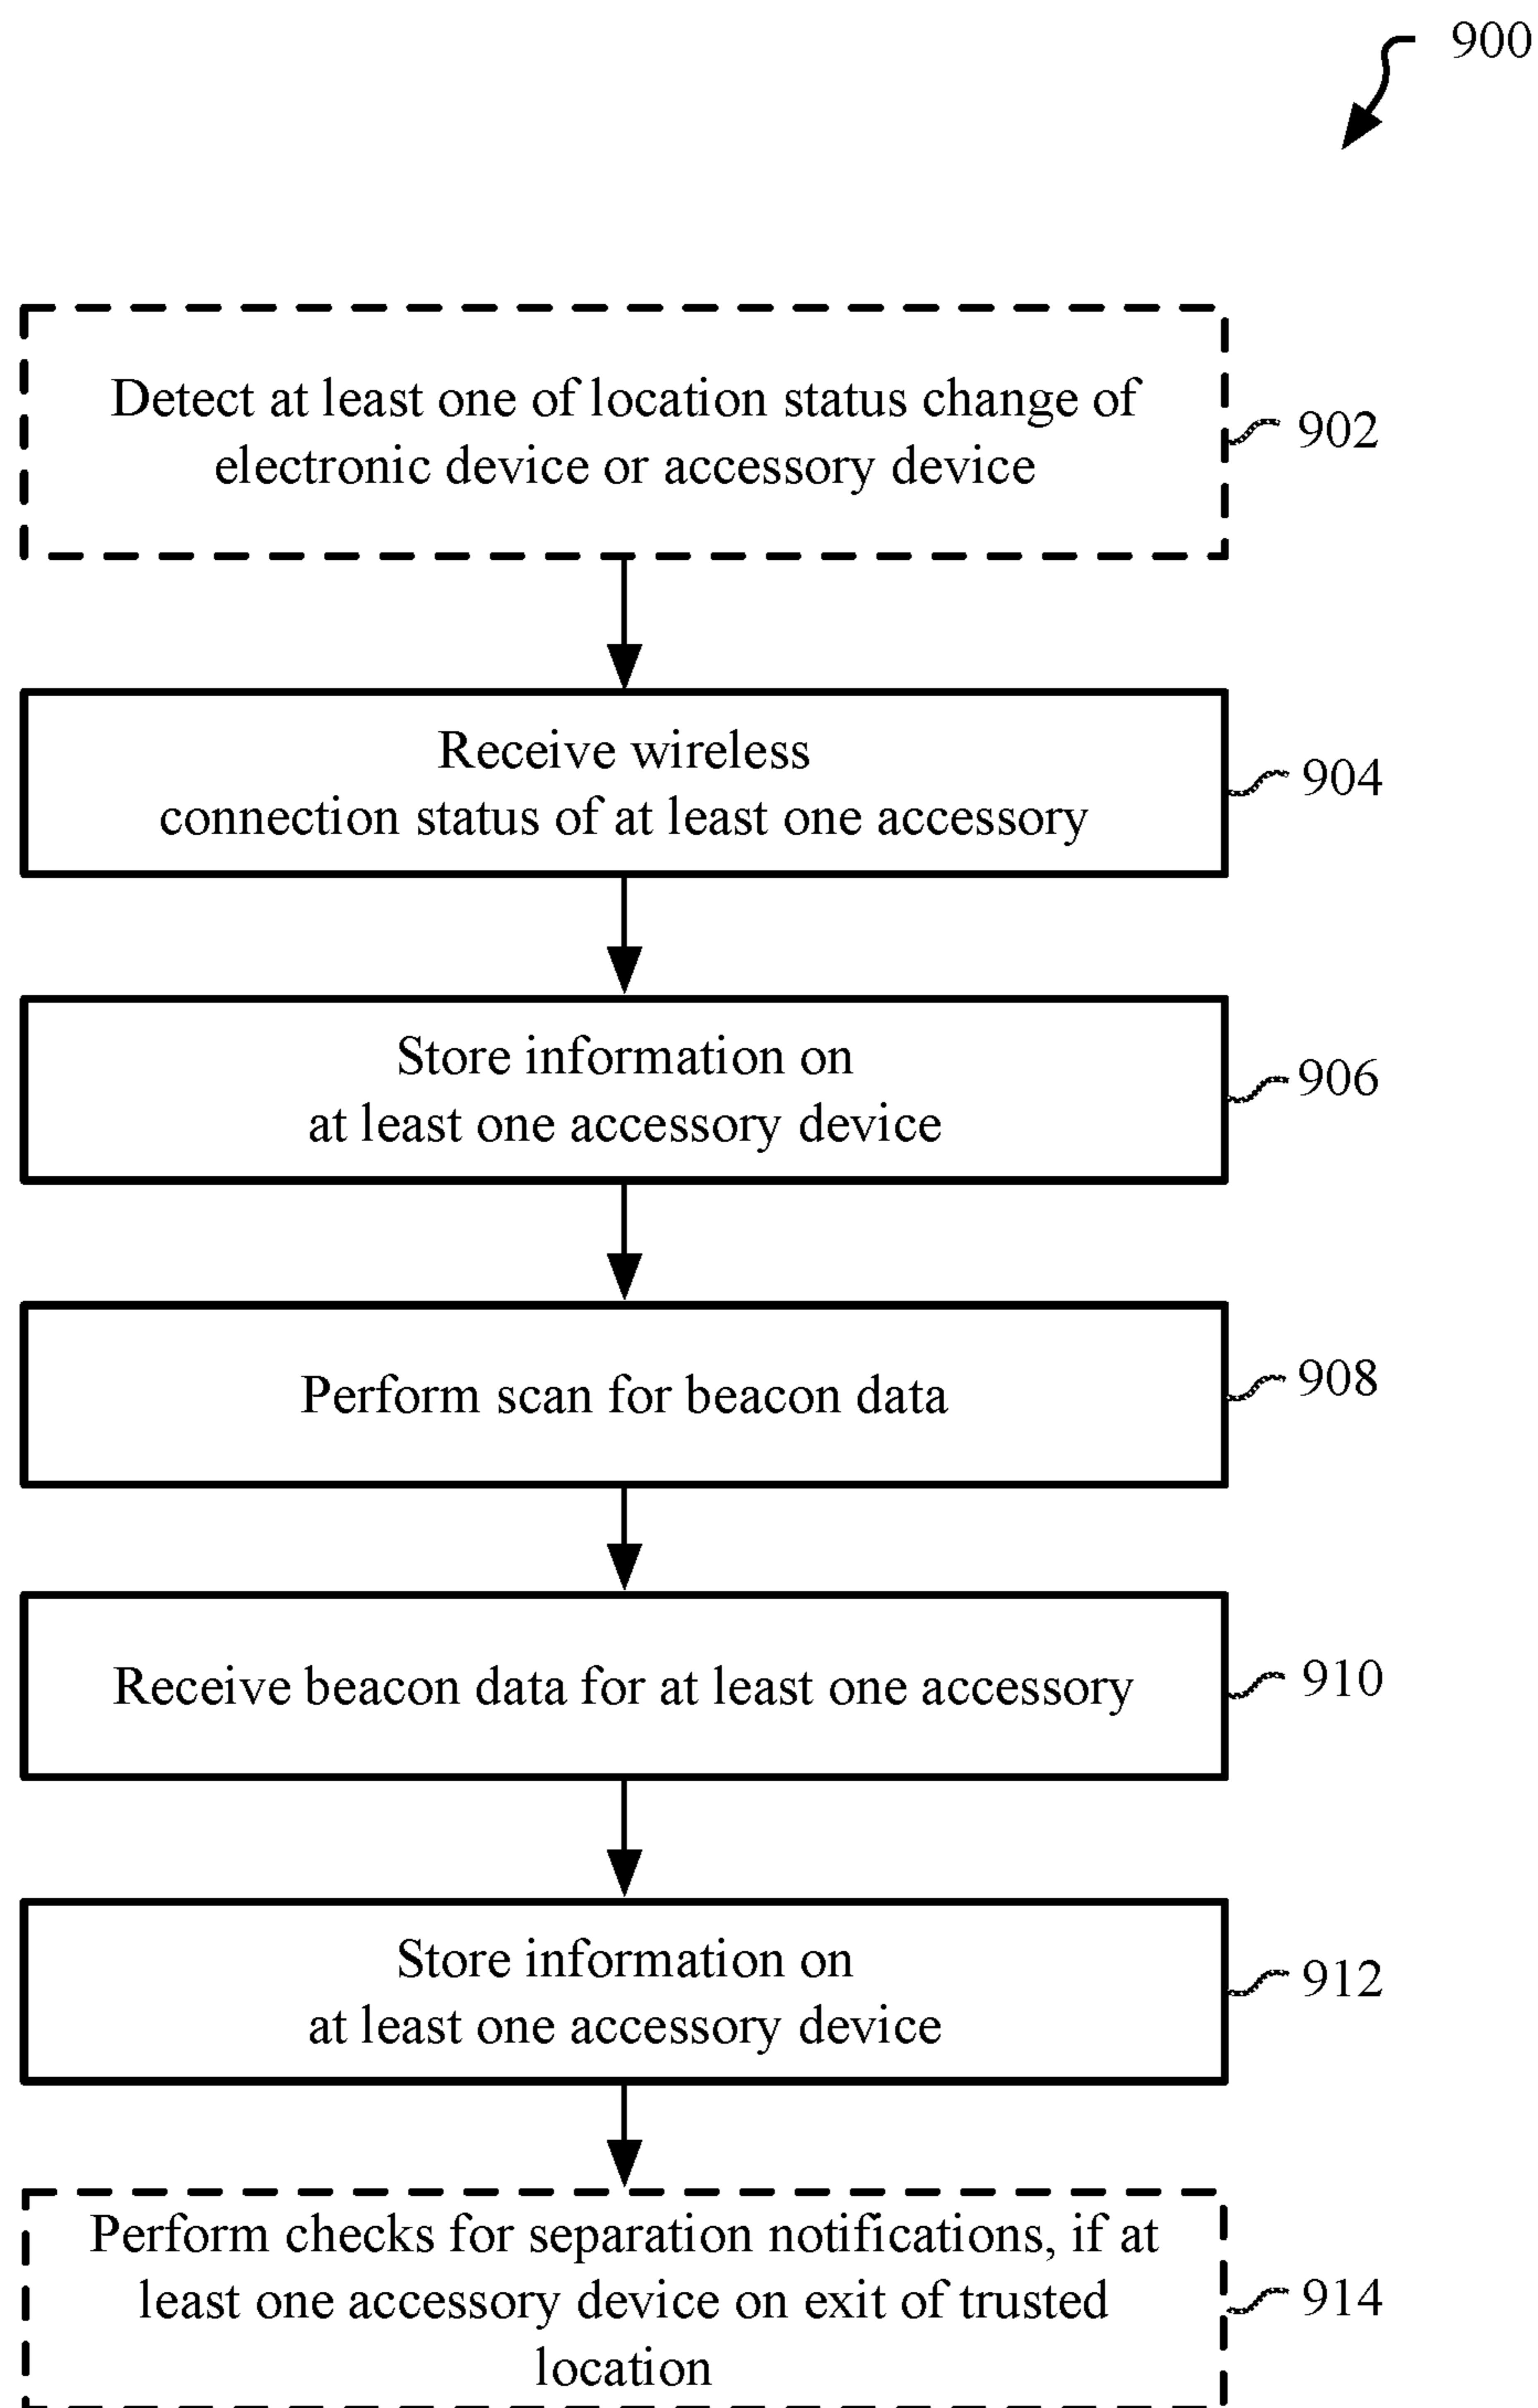 900
Detect at least one of location status change of
electronic device or accessory device
902
Receive wireless
connection status of at least one accessory
904
Store information on
at least one accessory device
906
Perform scan for beacon data
908
Receive beacon data for at least one accessory
910
Store information on
at least one accessory device
912
Perform checks for separation notifications, if at
least one accessory device on exit of trusted
location
914